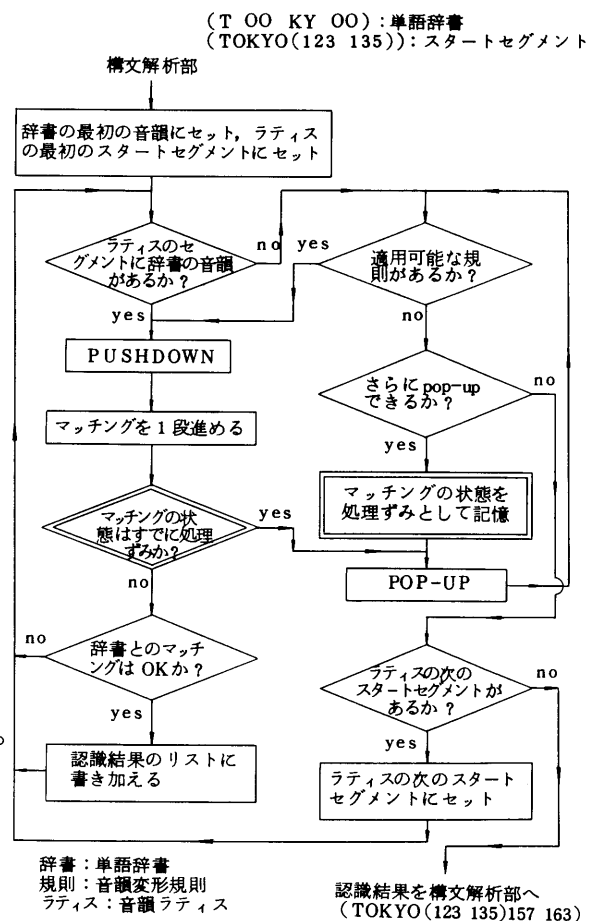 (T OO KY OO):単語辞書
(TOKYO(123 135)):スタートセグメント
構文解析部
辞書の最初の音韻にセット,ラティス
の最初のスタートセグメントにセット
ラティスのセ
グメントに辞書の音韻
があるか?
no
yes
yes
適用可能な規
則があるか?
no
PUSHDOWN
さらにpop-up
できるか?
no
yes
マッチングを1段進める
マッチングの状態を
処理ずみとして記憶
マッチングの状
態はすでに処理
ずみか?
yes
no
POP-UP
辞書とのマッチ
ングはOKか?
no
yes
ラティスの次の
スタートセグメントが
あるか?
no
yes
認識結果のリストに
書き加える
ラティスの次のスタート
セグメントにセット
辞書:単語辞書
規則:音韻変形規則
ラティス:音韻ラティス
認識結果を構文解析部へ
(TOKYO(123 135)157 163)